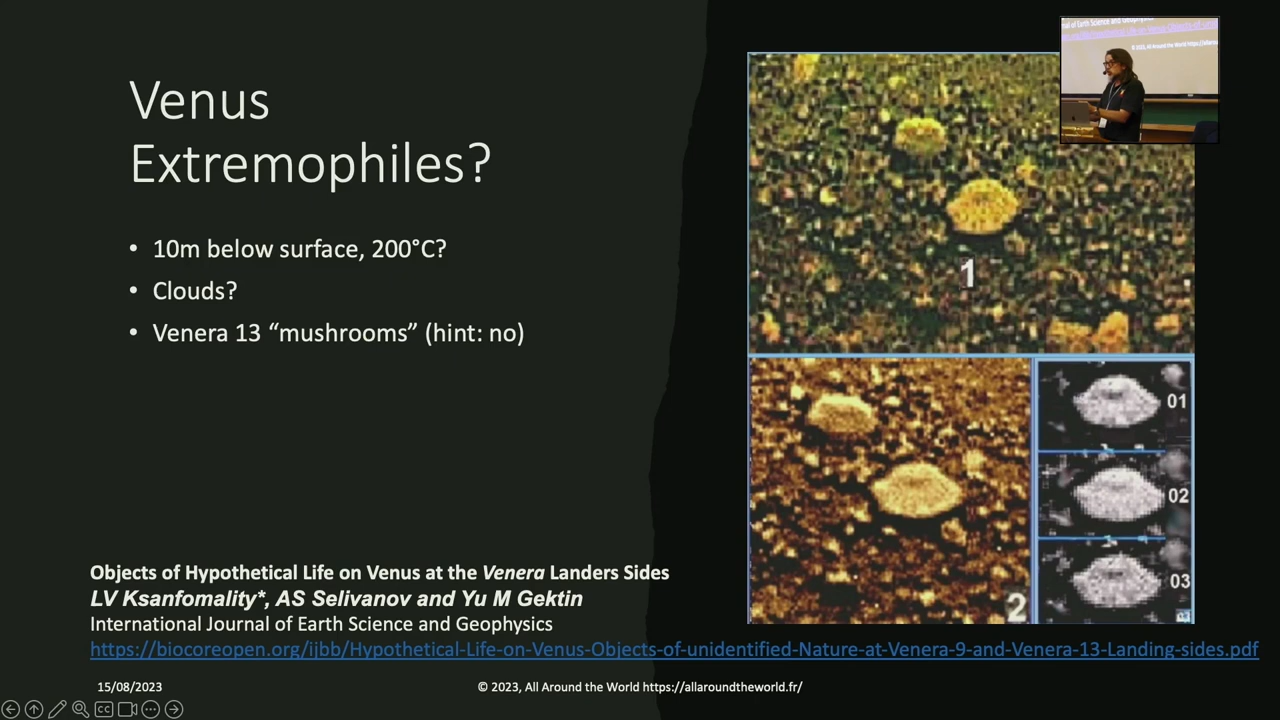 Venus
Extremophiles?
• 10m below surface, 200°C?
• Clouds?
• Venera 13 “mushrooms” (hint: no)
1
2
01
02
03
Objects of Hypothetical Life on Venus at the Venera Landers Sides
LV Ksanfomality*, AS Selivanov and Yu M Gektin
International Journal of Earth Science and Geophysics
https://biocoreopen.org/ijbb/Hypothetical-Life-on-Venus-Objects-of-unidentified-Nature-at-Venera-9-and-Venera-13-Landing-sides.pdf
15/08/2023
© 2023, All Around the World https://allaroundtheworld.fr/
CC